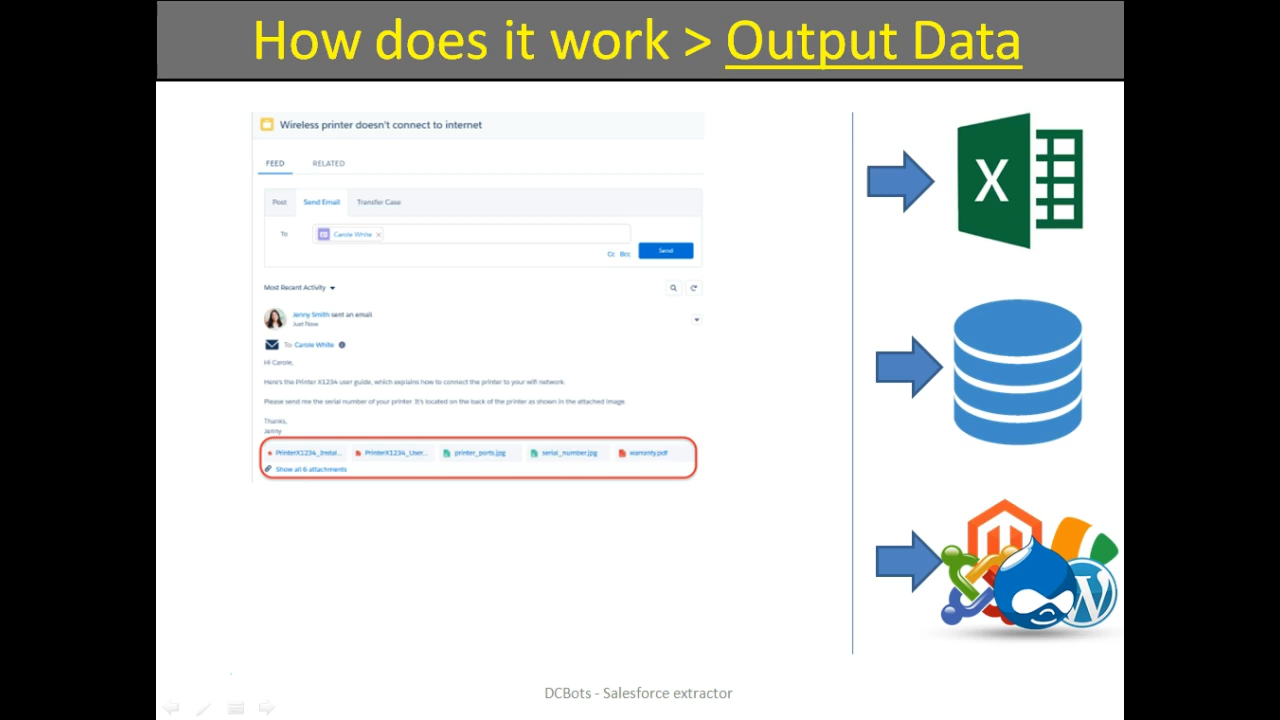 How does it work > Output Data
Wireless printer doesn't connect to internet
FEED RELATED
Post Send Email Transfer Case
To Carole White ×
Cc Bcc Send
Most Recent Activity
Jenny Smith sent an email
Just Now
To: Carole White
Hi Carole,
Here's the Printer X1234 user guide, which explains how to connect the printer to your wifi network.
Please send me the serial number of your printer. It's located on the back of the printer as shown in the attached image.
Thanks,
Jenny
PrinterX1234_Instal... PrinterX1234_User... printer_ports.jpg serial_number.jpg warranty.pdf
Show all 6 attachments
X
W
DCBots - Salesforce extractor